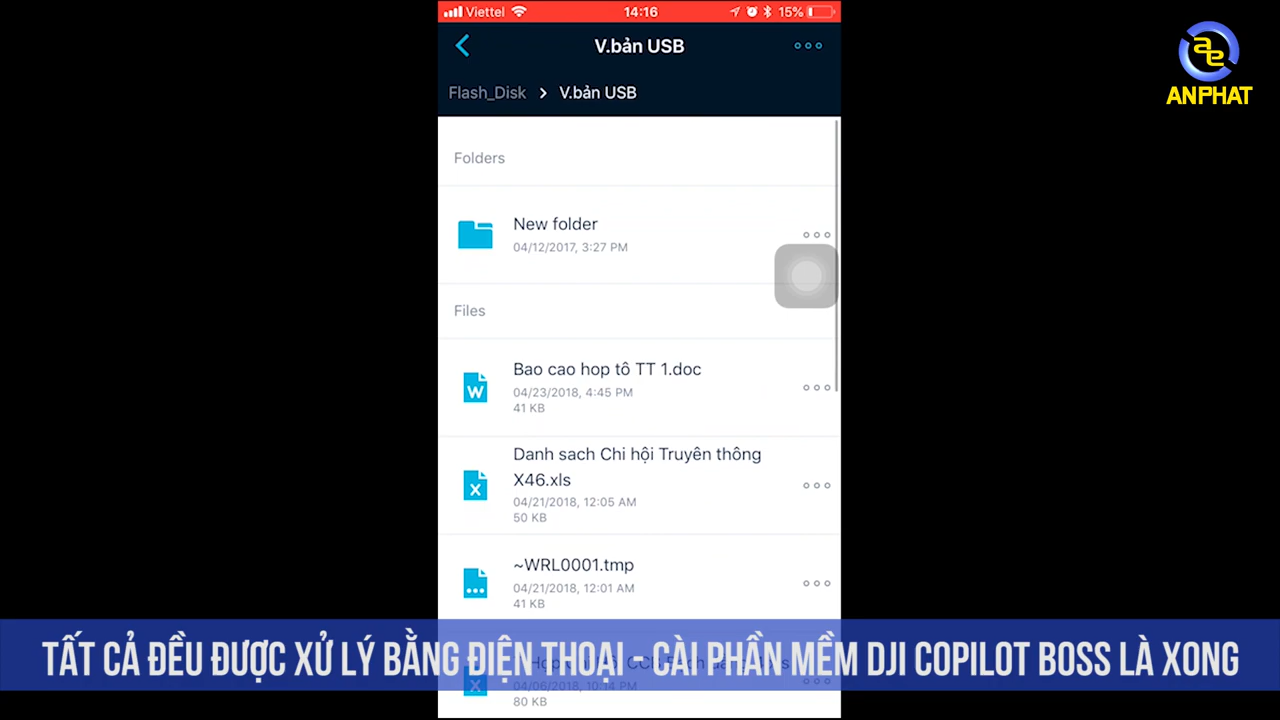 Viettel 14:16 15%
V.bản USB
ANPHAT
Flash_Disk > V.bản USB
Folders
New folder
04/12/2017, 3:27 PM
Files
Bao cao hop tô TT 1.doc
04/23/2018, 4:45 PM
41 KB
Danh sach Chi hội Truyên thông
X46.xls
04/21/2018, 12:05 AM
50 KB
~WRL0001.tmp
04/21/2018, 12:01 AM
41 KB
TẤT CẢ ĐỀU ĐƯỢC XỬ LÝ BẰNG ĐIỆN THOẠI - CÀI PHẦN MỀM DJI COPILOT BOSS LÀ XONG
04/06/2018, 10:14 PM
80 KB